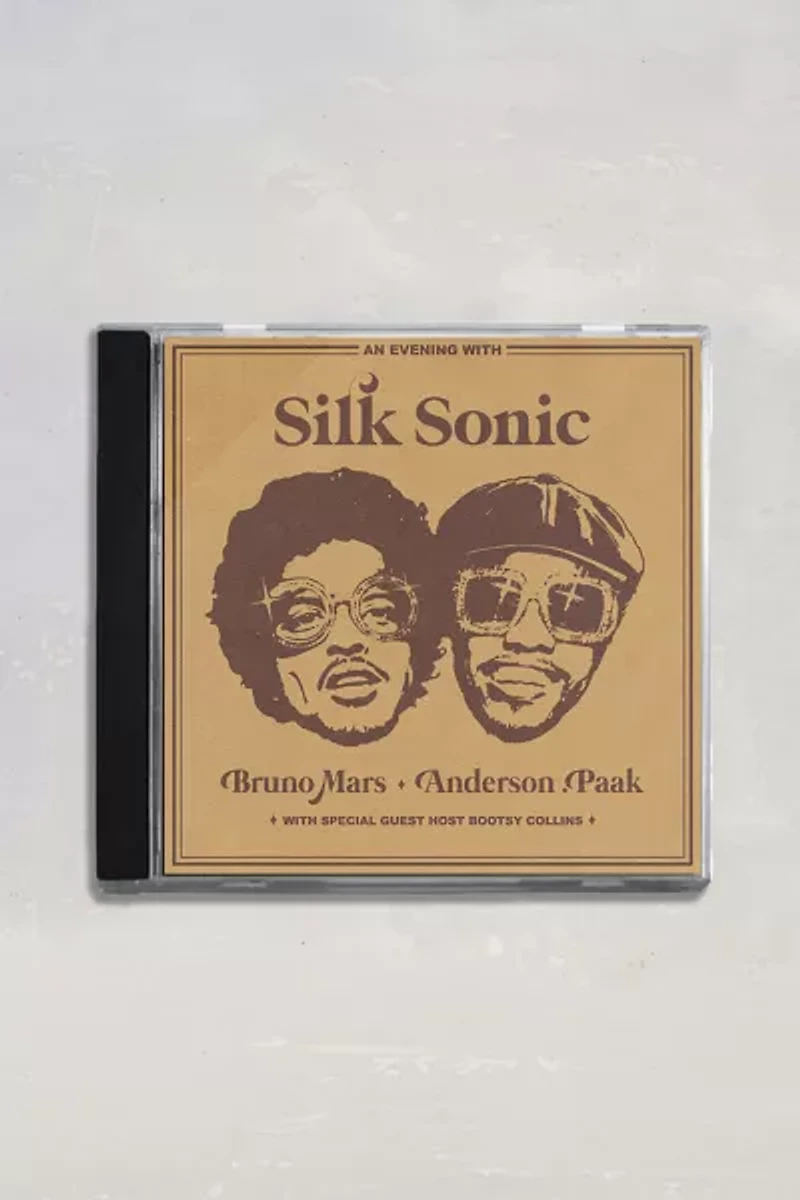 AN EVENING WITH
Silk Sonic
Bruno Mars + Anderson .Paak
+ WITH SPECIAL GUEST HOST BOOTSY COLLINS +